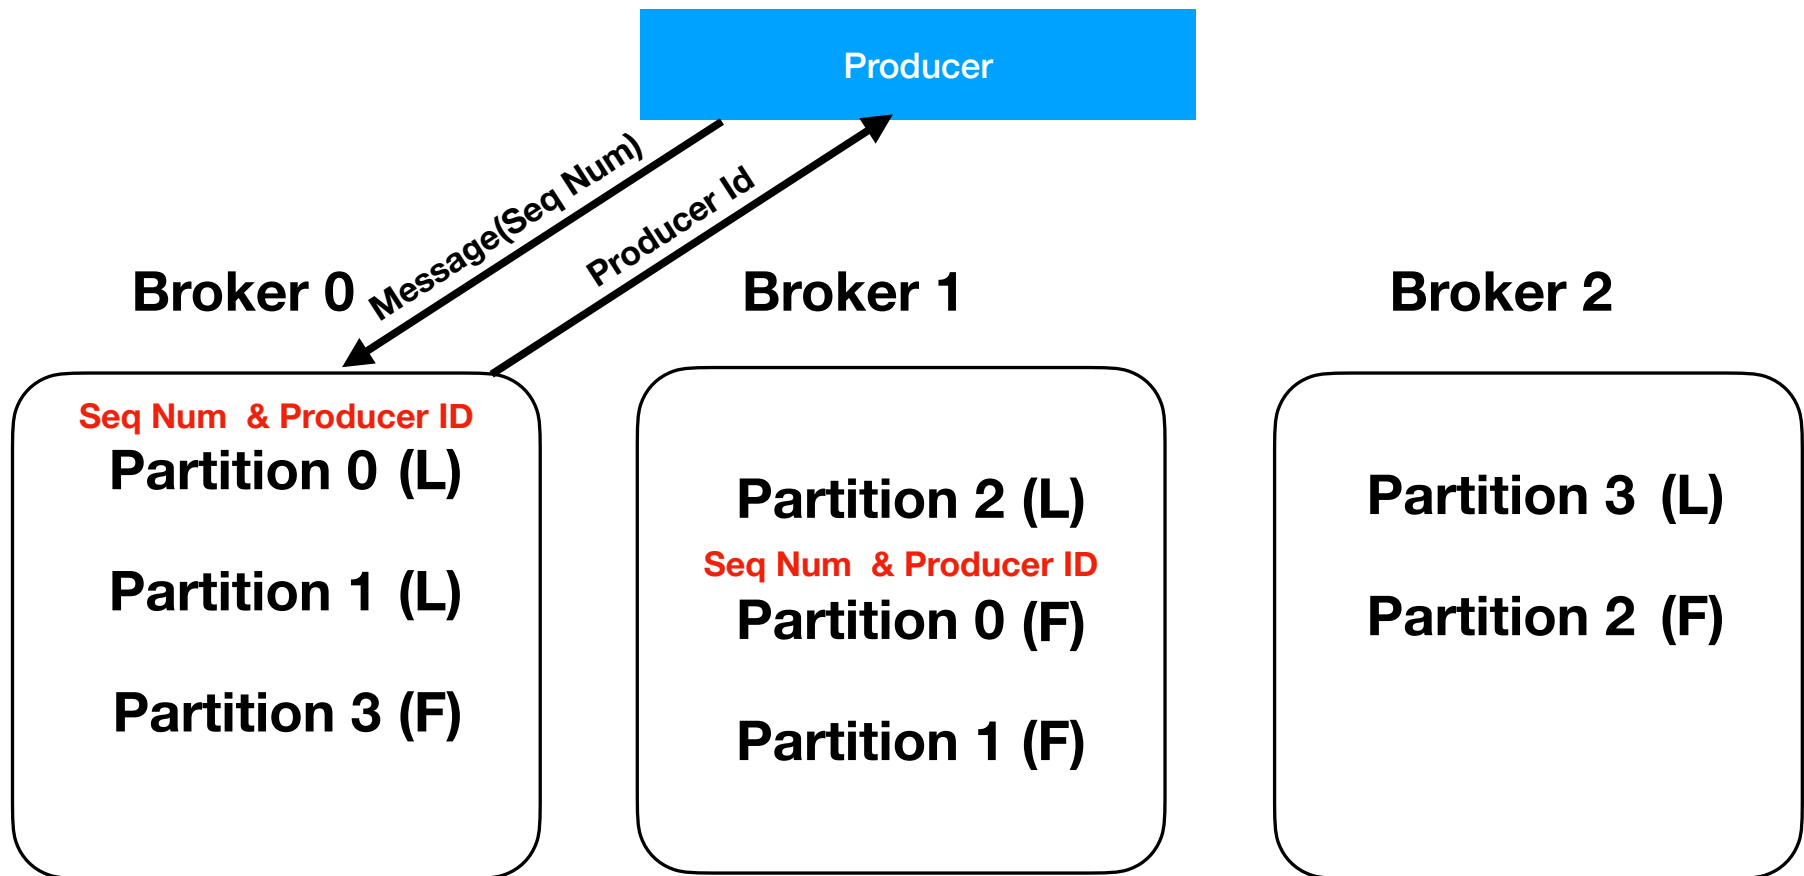 Producer
Message(Seq Num)
Producer Id
Broker 0
Broker 1
Broker 2
Seq Num & Producer ID
Partition 0 (L)
Partition 1 (L)
Partition 3 (F)
Partition 2 (L)
Seq Num & Producer ID
Partition 0 (F)
Partition 1 (F)
Partition 3 (L)
Partition 2 (F)